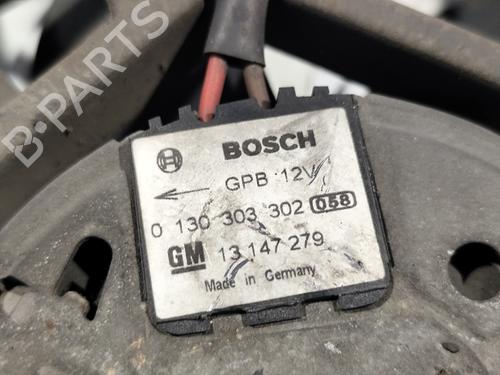 B-PARTS
BOSCH
← GPB 12V
0 130 303 302 058
GM 13 147 279
Made in Germany